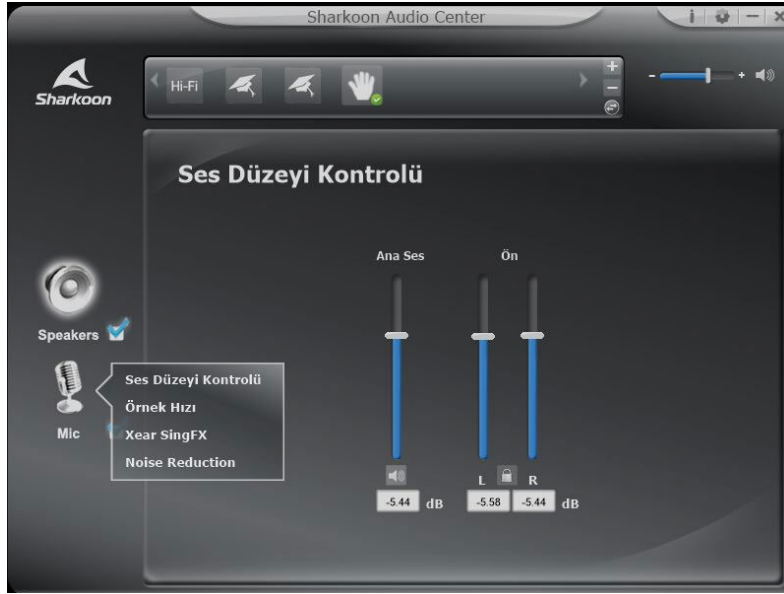 Sharkoon Audio Center
Sharkoon
Hi-Fi
Ses Düzeyi Kontrolü
Ana Ses
Ön
Speakers
Mic
Ses Düzeyi Kontrolü
Örnek Hızı
Xear SingFX
Noise Reduction
L R
-5.44 dB -5.58 -5.44 dB